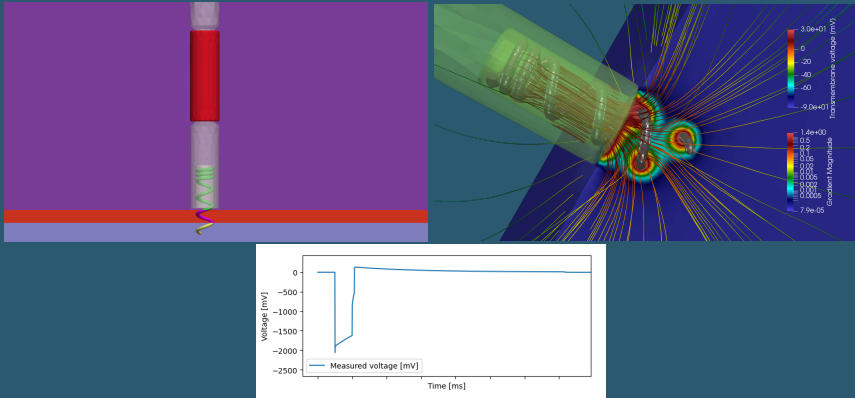 3.0e+01
0
-20
-40
-60
-9.0e+01
Transmembrane voltage (mV)
1.4e+00
0.5
0.2
0.1
0.05
0.02
0.01
0.005
0.002
0.001
0.0005
7.9e-05
Gradient Magnitude
0
−500
−1000
−1500
−2000
−2500
Voltage [mV]
Measured voltage [mV]
Time [ms]